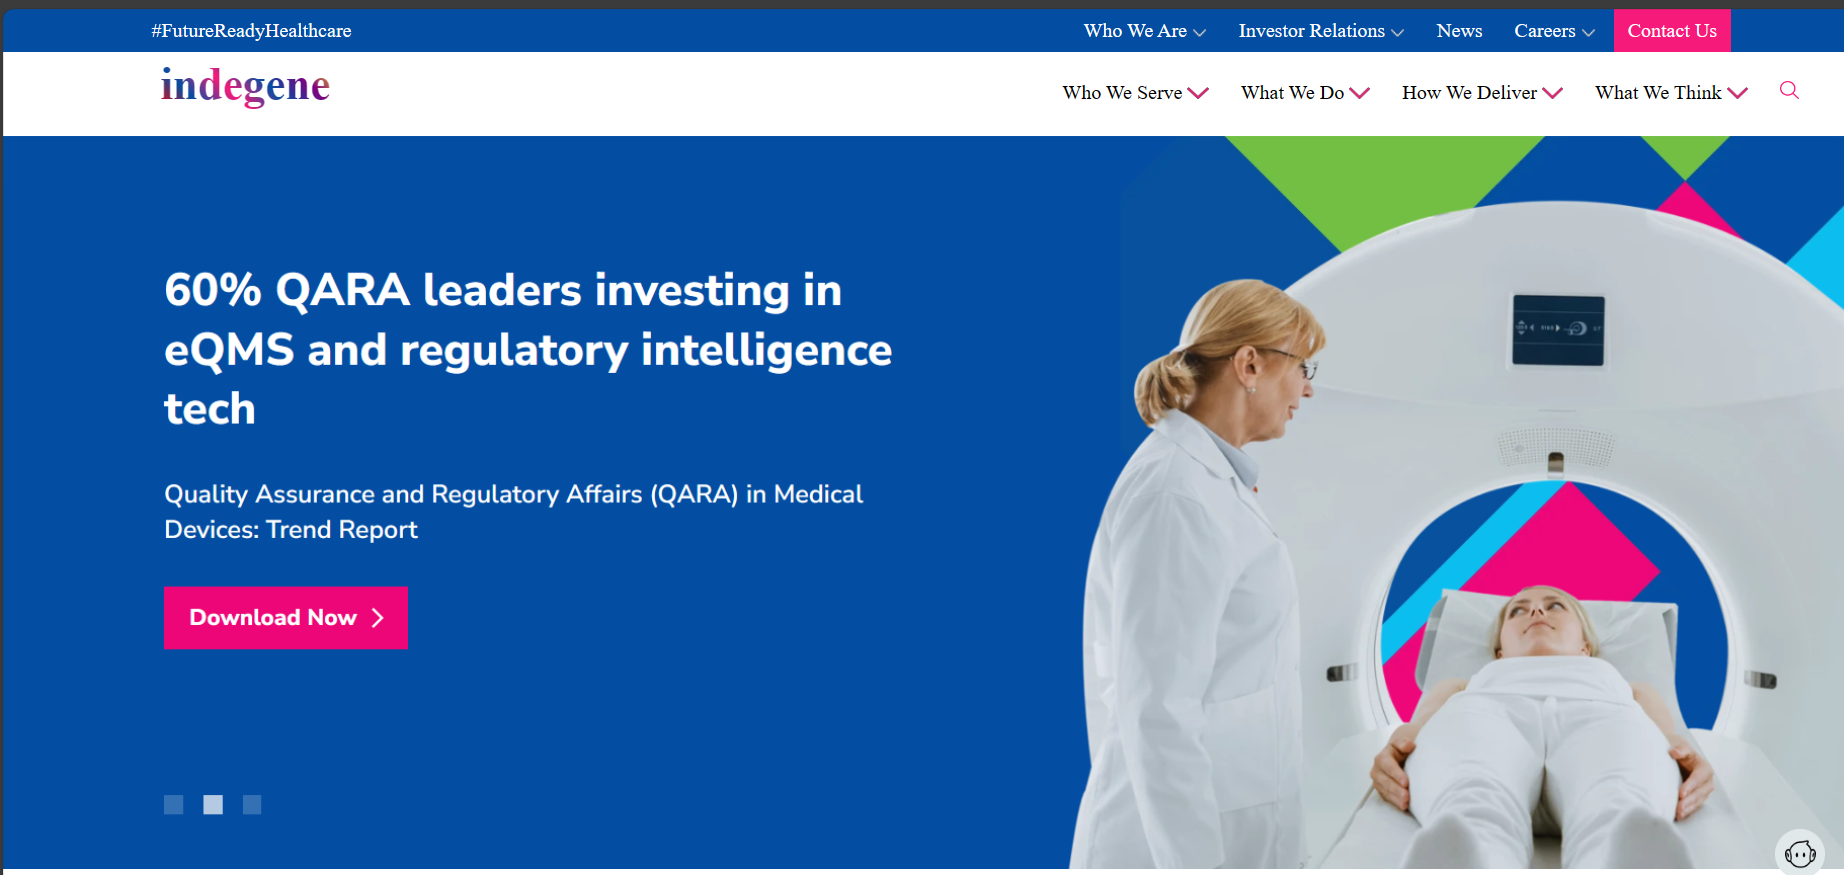 #FutureReadyHealthcare
Who We Are
Investor Relations
News
Careers
Contact Us
indegene
Who We Serve
What We Do
How We Deliver
What We Think
60% QARA leaders investing in
eQMS and regulatory intelligence
tech
Quality Assurance and Regulatory Affairs (QARA) in Medical
Devices: Trend Report
Download Now